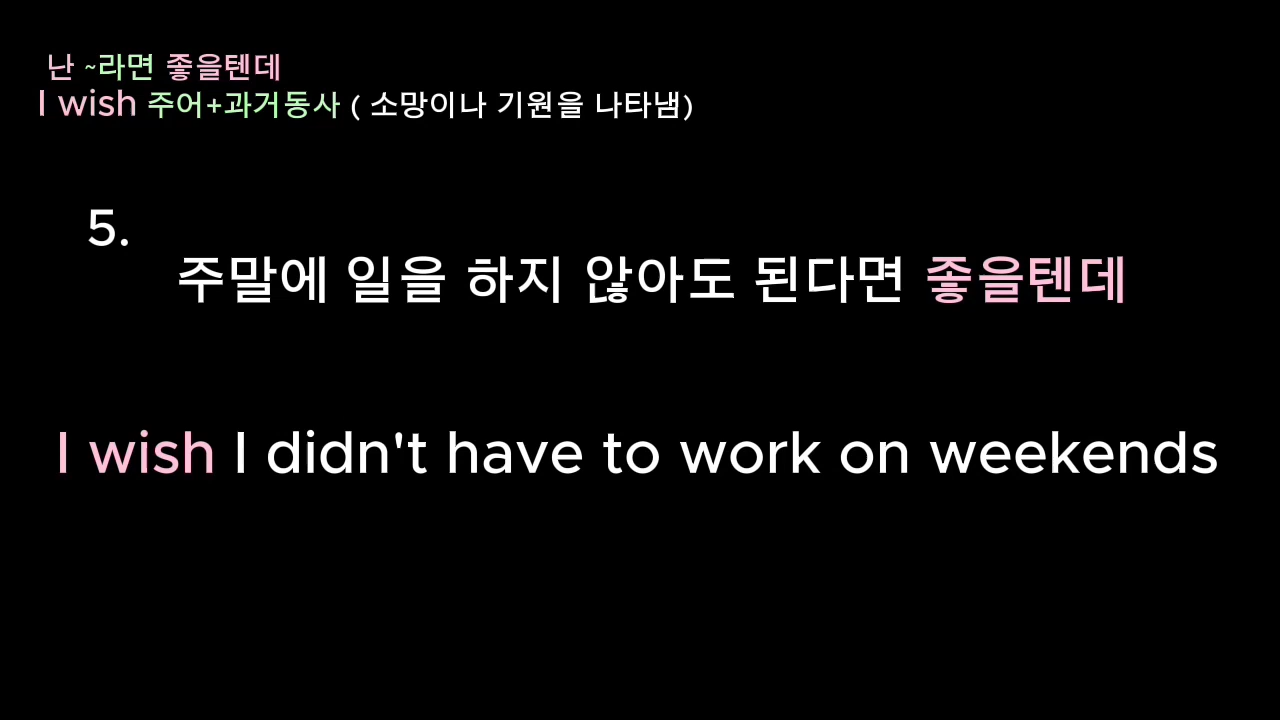 난 ~라면 좋을텐데
I wish 주어+과거동사 ( 소망이나 기원을 나타냄)
5.
주말에 일을 하지 않아도 된다면 좋을텐데
I wish I didn't have to work on weekends